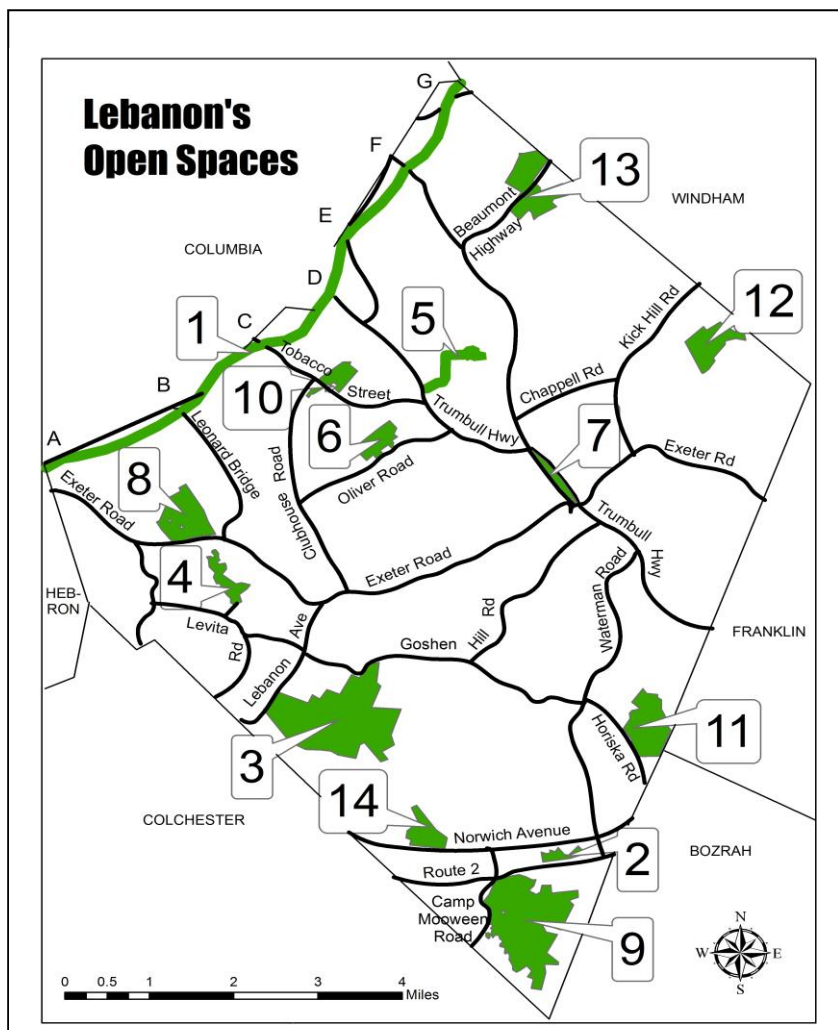 Lebanon's
Open Spaces
G
F
E
D
C
B
A
13
12
5
1
10
6
7
8
4
3
11
14
2
9
WINDHAM
COLUMBIA
HEB-
RON
FRANKLIN
COLCHESTER
BOZRAH
Beaumont
Highway
Kick Hill Rd
Chappell Rd
Tobacco
Street
Trumbull Hwy
Leonard Bridge
Clubhouse Road
Oliver Road
Exeter Rd
Exeter Road
Exeter Road
Trumbull
Hwy
Waterman Road
Goshen
Hill Rd
Levita
Rd
Lebanon
Ave
Horiska Rd
Norwich Avenue
Route 2
Camp
Mooween
Road
N
W E
S
0 0.5 1 2 3 4
Miles